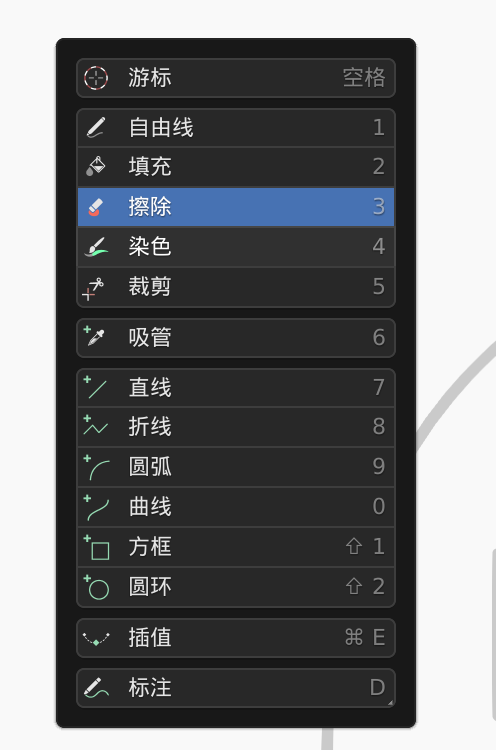 游标 空格
自由线 1
填充 2
擦除 3
染色 4
裁剪 5
吸管 6
直线 7
折线 8
圆弧 9
曲线 0
方框 ⇧ 1
圆环 ⇧ 2
插值 ⌘ E
标注 D